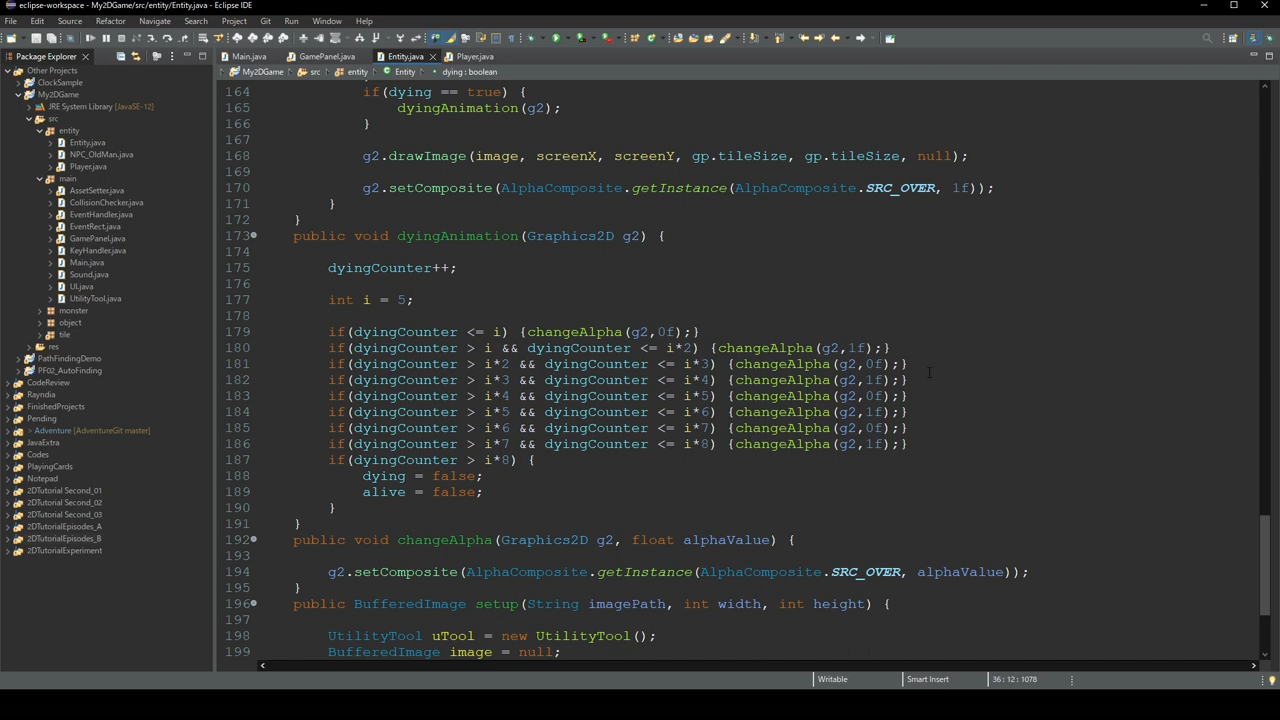 eclipse-workspace - My2DGame/src/entity/Entity.java - Eclipse IDE
File Edit Source Refactor Navigate Search Project Git Run Window Help
Package Explorer
Main.java GamePanel.java Entity.java Player.java
My2DGame src entity Entity dying : boolean
Other Projects
ClockSample
My2DGame
JRE System Library [JavaSE-12]
src
entity
Entity.java
NPC_OldMan.java
Player.java
main
AssetSetter.java
CollisionChecker.java
EventHandler.java
EventRect.java
GamePanel.java
KeyHandler.java
Main.java
Sound.java
UI.java
UtilityTool.java
monster
object
tile
res
PathFindingDemo
PF02_AutoFinding
CodeReview
Rayndia
FinishedProjects
Pending
> Adventure [AdventureGit master]
JavaExtra
Codes
PlayingCards
Notepad
2DTutorial Second_01
2DTutorial Second_02
2DTutorial Second_03
2DTutorialEpisodes_A
2DTutorialEpisodes_B
2DTutorialExperiment
164 if(dying == true) {
165 dyingAnimation(g2);
166 }
167
168 g2.drawImage(image, screenX, screenY, gp.tileSize, gp.tileSize, null);
169
170 g2.setComposite(AlphaComposite.getInstance(AlphaComposite.SRC_OVER, 1f));
171 }
172 }
173 public void dyingAnimation(Graphics2D g2) {
174
175 dyingCounter++;
176
177 int i = 5;
178
179 if(dyingCounter <= i) {changeAlpha(g2,0f);}
180 if(dyingCounter > i && dyingCounter <= i*2) {changeAlpha(g2,1f);}
181 if(dyingCounter > i*2 && dyingCounter <= i*3) {changeAlpha(g2,0f);}
182 if(dyingCounter > i*3 && dyingCounter <= i*4) {changeAlpha(g2,1f);}
183 if(dyingCounter > i*4 && dyingCounter <= i*5) {changeAlpha(g2,0f);}
184 if(dyingCounter > i*5 && dyingCounter <= i*6) {changeAlpha(g2,1f);}
185 if(dyingCounter > i*6 && dyingCounter <= i*7) {changeAlpha(g2,0f);}
186 if(dyingCounter > i*7 && dyingCounter <= i*8) {changeAlpha(g2,1f);}
187 if(dyingCounter > i*8) {
188 dying = false;
189 alive = false;
190 }
191 }
192 public void changeAlpha(Graphics2D g2, float alphaValue) {
193
194 g2.setComposite(AlphaComposite.getInstance(AlphaComposite.SRC_OVER, alphaValue));
195 }
196 public BufferedImage setup(String imagePath, int width, int height) {
197
198 UtilityTool uTool = new UtilityTool();
199 BufferedImage image = null;
Writable Smart Insert 36 : 12 : 1078